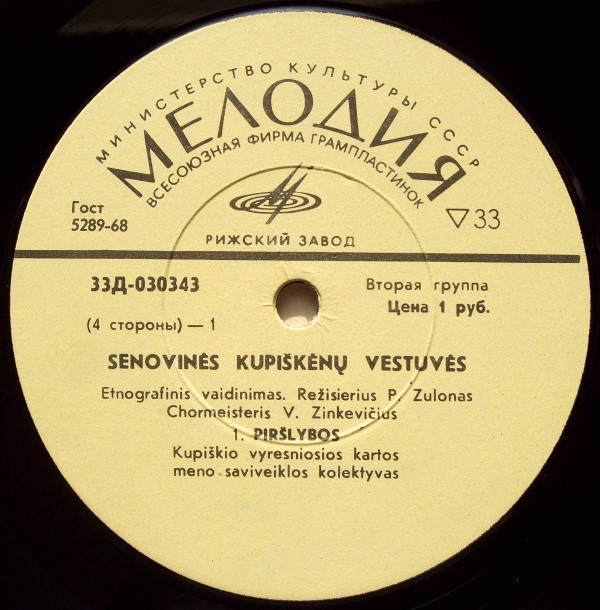 МИНИСТЕРСТВО КУЛЬТУРЫ СССР
МЕЛОДИЯ
ВСЕСОЮЗНАЯ ФИРМА ГРАМПЛАСТИНОК
Гост
5289-68
▽33
РИЖСКИЙ ЗАВОД
33Д-030343
Вторая группа
Цена 1 руб.
(4 стороны) — 1
SENOVINĖS KUPIŠKĖNŲ VESTUVĖS
Etnografinis vaidinimas. Režisierius P. Zulonas
Chormeisteris V. Zinkevičius
1. PIRŠLYBOS
Kupiškio vyresniosios kartos
meno saviveiklos kolektyvas